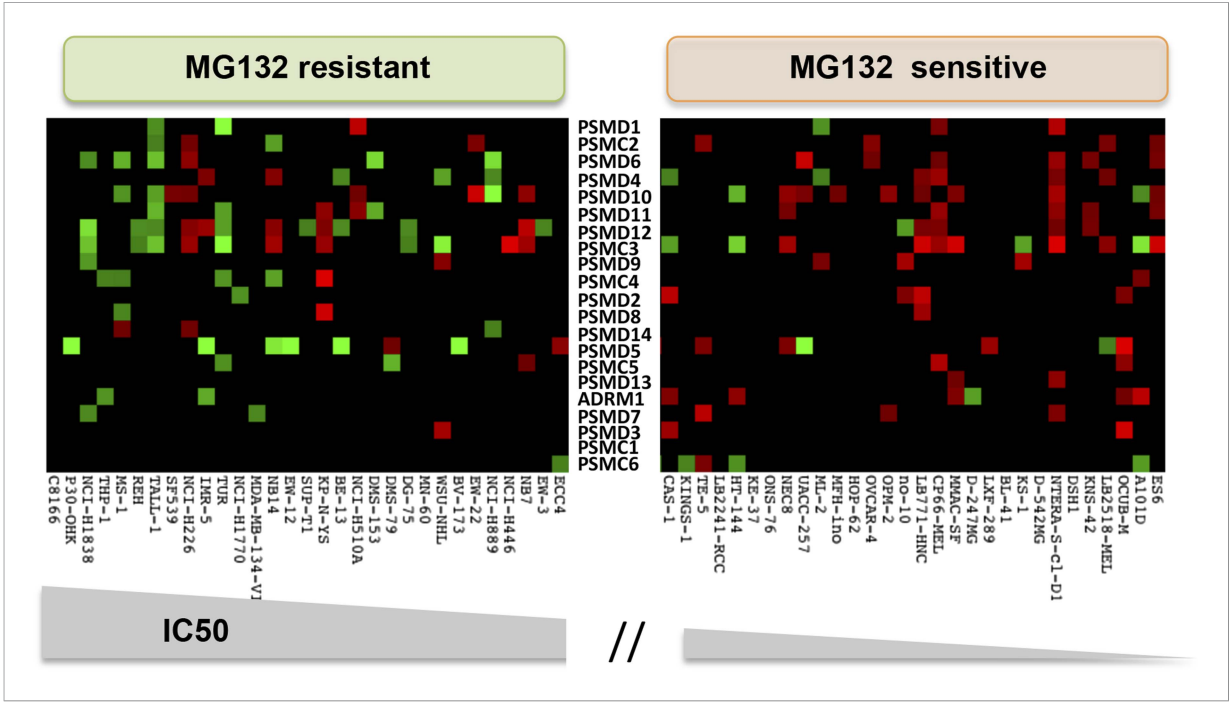 MG132 resistant
MG132 sensitive
PSMD1
PSMC2
PSMD6
PSMD4
PSMD10
PSMD11
PSMD12
PSMC3
PSMD9
PSMC4
PSMD2
PSMD8
PSMD14
PSMD5
PSMC5
PSMD13
ADRM1
PSMD7
PSMD3
PSMC1
PSMC6
C8166
P30-OHK
NCI-H1838
THP-1
MS-1
REH
TALL-1
SF539
NCI-H226
IMR-5
TUR
NCI-H1770
MDA-MB-134-VI
NB14
EW-12
SUP-T1
KP-N-YS
BE-13
NCI-H510A
DMS-153
DMS-79
DG-75
MN-60
WSU-NHL
BV-173
EW-22
NCI-H889
NCI-H446
NB7
EW-3
ECC4
CAS-1
KINGS-1
TE-5
LB2241-RCC
HT-144
KE-37
ONS-76
NEC8
UACC-257
ML-2
MFH-ino
HOP-62
OVCAR-4
OPM-2
no-10
LB771-HNC
CP66-MEL
MMAC-SF
D-247MG
LXF-289
BL-41
KS-1
D-542MG
NTERA-S-cl-D1
DSH1
KNS-42
LB2518-MEL
OCUB-M
A101D
ES6
IC50
//